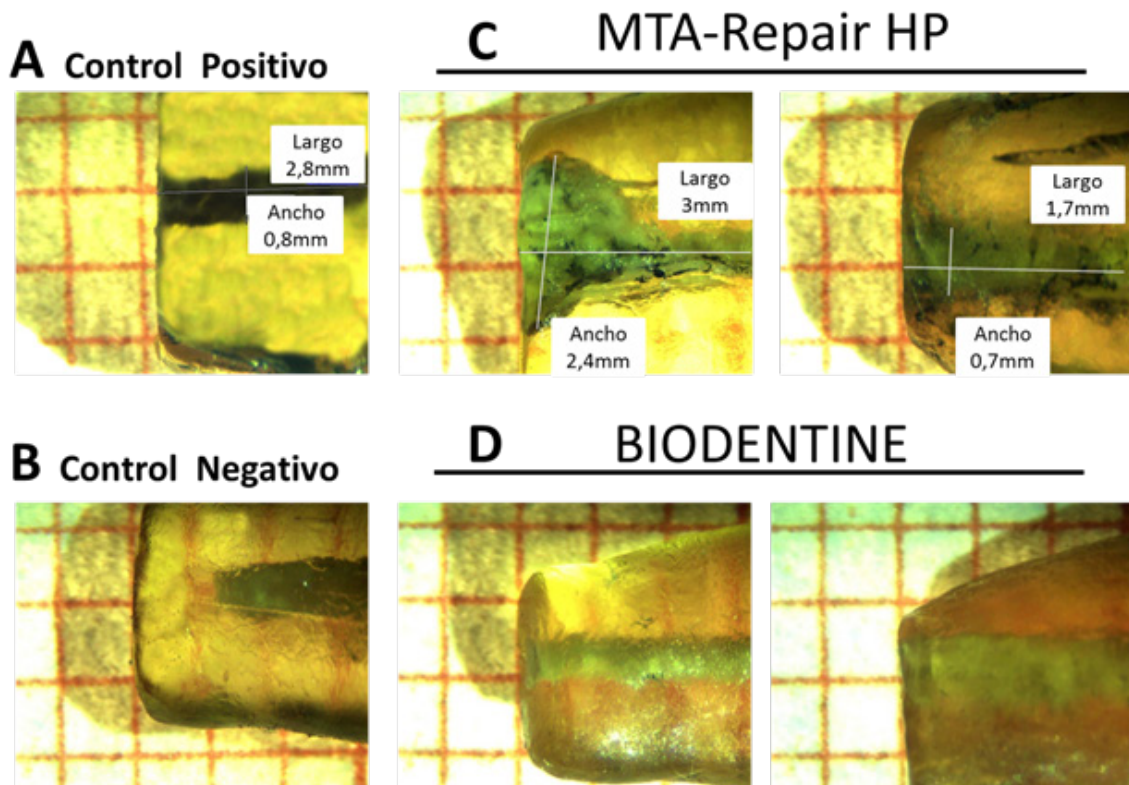 A Control Positivo
C MTA-Repair HP
Largo
2,8mm
Ancho
0,8mm
Largo
3mm
Ancho
2,4mm
Largo
1,7mm
Ancho
0,7mm
B Control Negativo
D BIODENTINE